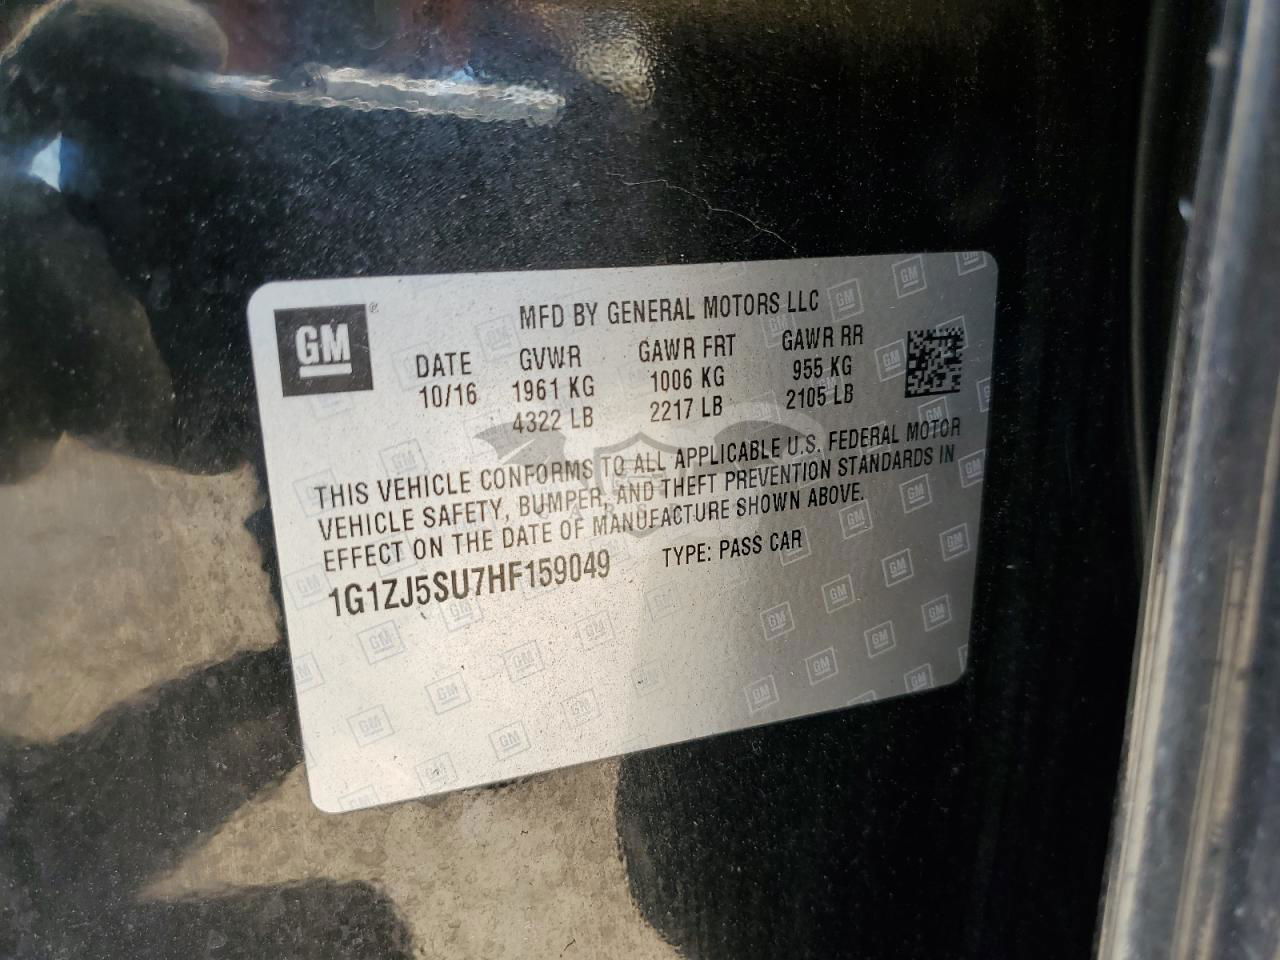 GM®
MFD BY GENERAL MOTORS LLC
DATE GVWR GAWR FRT GAWR RR
10/16 1961 KG 1006 KG 955 KG
4322 LB 2217 LB 2105 LB
THIS VEHICLE CONFORMS TO ALL APPLICABLE U.S. FEDERAL MOTOR
VEHICLE SAFETY, BUMPER, AND THEFT PREVENTION STANDARDS IN
EFFECT ON THE DATE OF MANUFACTURE SHOWN ABOVE.
1G1ZJ5SU7HF159049 TYPE: PASS CAR